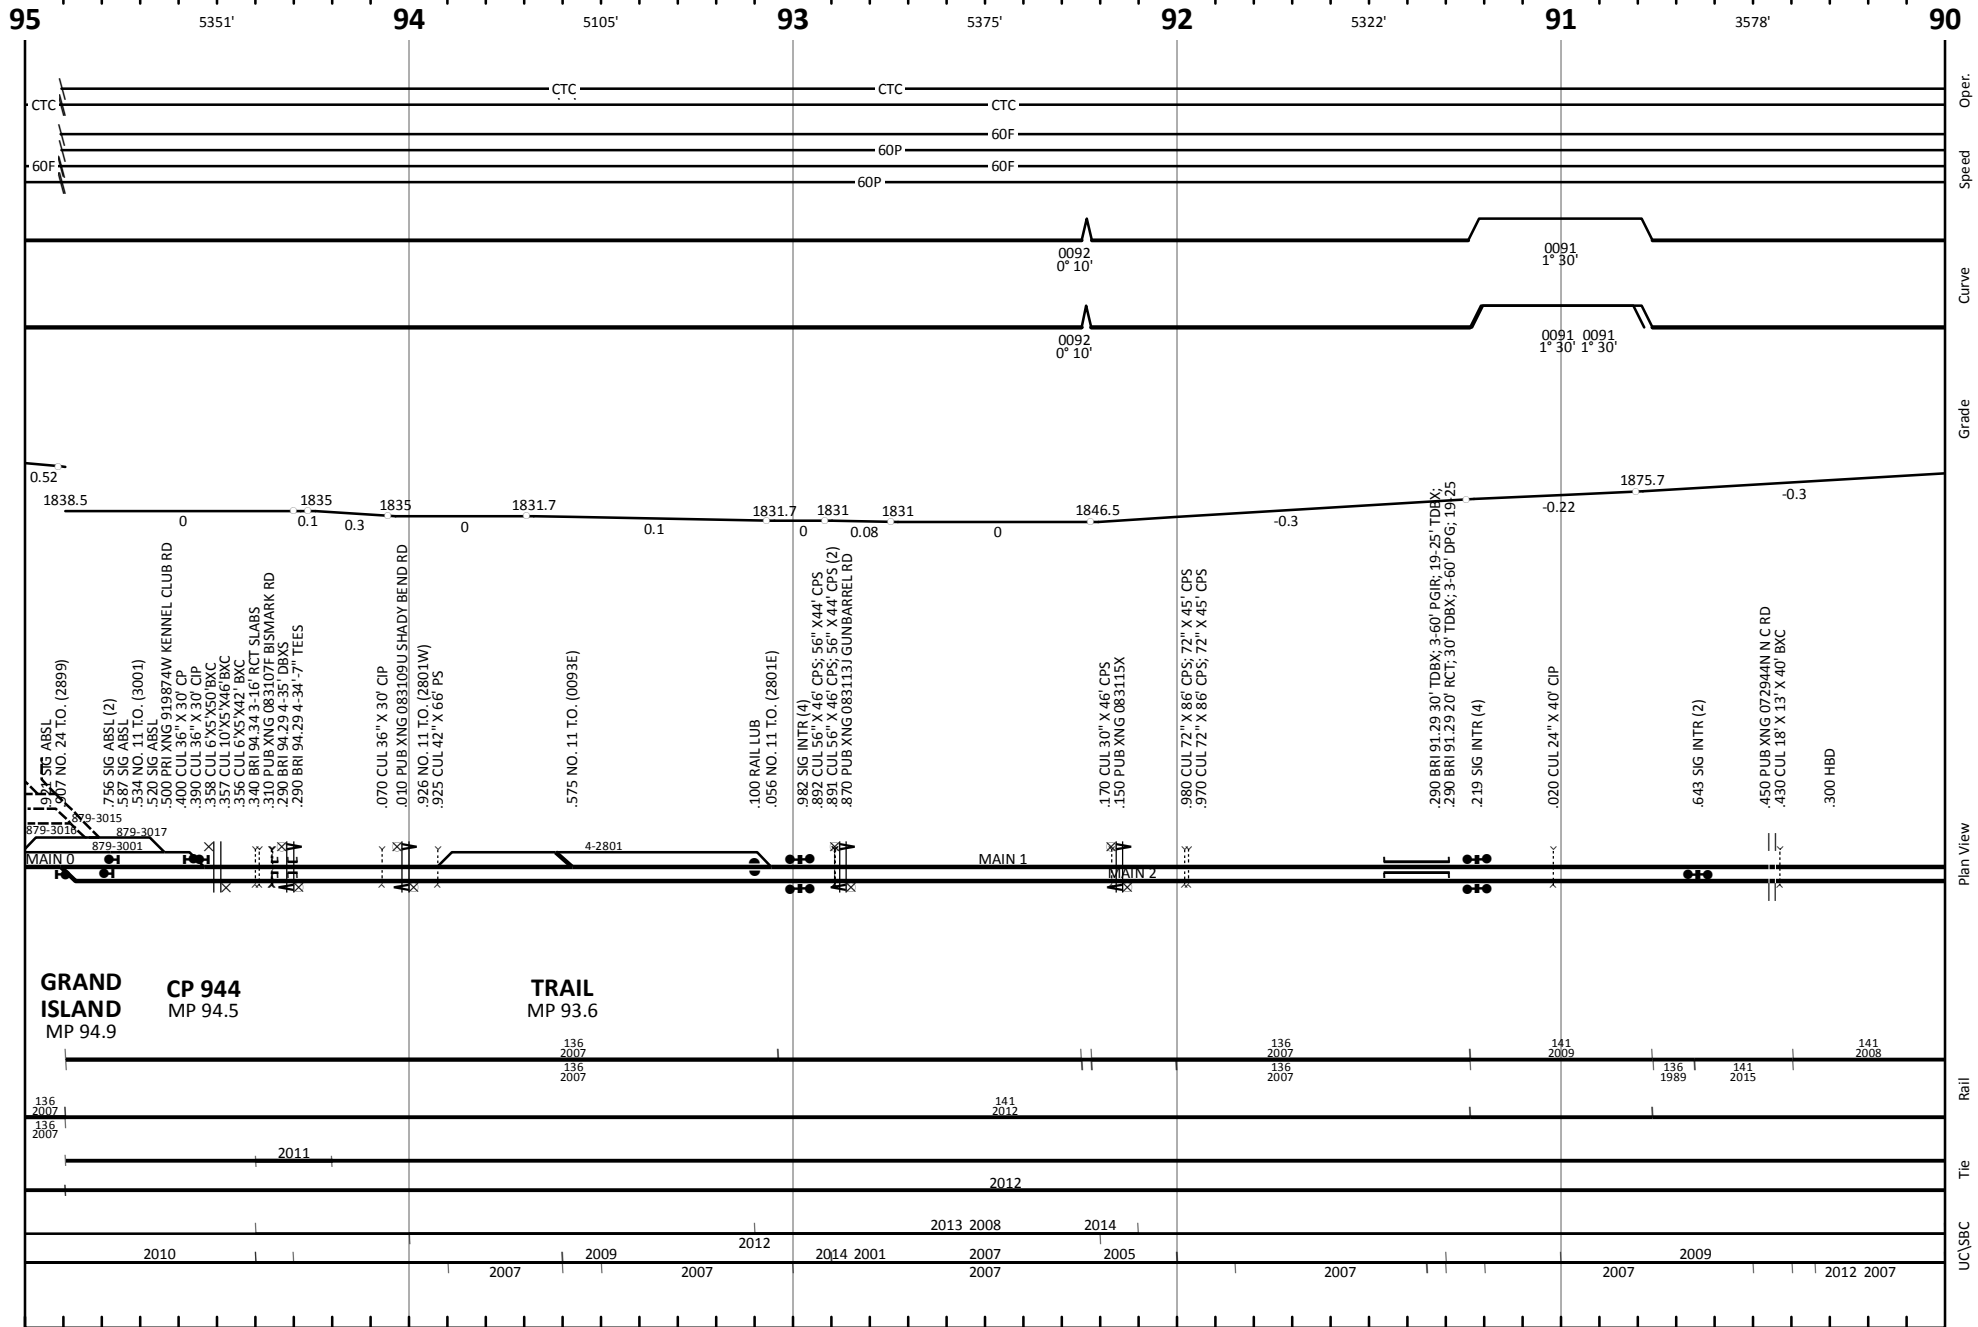 95 5351' 94 5105' 93 5375' 92 5322' 91 3578' 90
CTC CTC
CTC CTC
Oper.
60F
60P
60F 60F
60P
Speed
0092
0° 10'
0091
1° 30'
0092
0° 10'
0091 0091
1° 30' 1° 30'
Curve
Grade
0.52
1838.5 1835 1835 1831.7 1831.7 1831 1831 1846.5 1875.7
0 0.1 0.3 0 0.1 0 0.08 0 -0.3 -0.22 -0.3
.921 SIG ABSL
.907 NO. 24 T.O. (2899)
.756 SIG ABSL (2)
.587 SIG ABSL
.534 NO. 11 T.O. (3001)
.520 SIG ABSL
.500 PRI XNG 919874W KENNEL CLUB RD
.400 CUL 36" X 30' CP
.390 CUL 36" X 30' CIP
.358 CUL 6'X5'X50'BXC
.357 CUL 10'X5'X46'BXC
.356 CUL 6'X5'X42' BXC
.340 BRI 94.34 3-16' RCT SLABS
.310 PUB XNG 083107F BISMARK RD
.290 BRI 94.29 4-35' DBXS
.290 BRI 94.29 4-34'-7" TEES
.070 CUL 36" X 30' CIP
.010 PUB XNG 083109U SHADY BEND RD
.926 NO. 11 T.O. (2801W)
.925 CUL 42" X 66' PS
.575 NO. 11 T.O. (0093E)
.100 RAIL LUB
.056 NO. 11 T.O. (2801E)
.982 SIG INTR (4)
.892 CUL 56" X 46' CPS; 56" X44' CPS
.891 CUL 56" X 46' CPS; 56" X 44' CPS (2)
.870 PUB XNG 083113J GUNBARREL RD
.170 CUL 30" X 46' CPS
.150 PUB XNG 083115X
.980 CUL 72" X 86' CPS; 72" X 45' CPS
.970 CUL 72" X 86' CPS; 72" X 45' CPS
.290 BRI 91.29 30' TDBX; 3-60' PGIR; 19-25' TDBX;
.290 BRI 91.29 20' RCT; 30' TDBX; 3-60' DPG; 19-25
.219 SIG INTR (4)
.020 CUL 24" X 40' CIP
.643 SIG INTR (2)
.450 PUB XNG 072944N N C RD
.430 CUL 18' X 13' X 40' BXC
.300 HBD
879-3015
879-3016 879-3017
879-3001 4-2801
MAIN 0 MAIN 1
MAIN 2
Plan View
GRAND
ISLAND
MP 94.9
CP 944
MP 94.5
TRAIL
MP 93.6
136 136 141 141
2007 2007 2009 2008
136 136 136 141
2007 2007 1989 2015
136 141
2007 2012
136
2007
Rail
2011
2012
Tie
2013 2008 2014
2012
2010 2009 2014 2001 2007 2005 2009
2007 2007 2007 2007 2007 2012 2007
UC\SBC